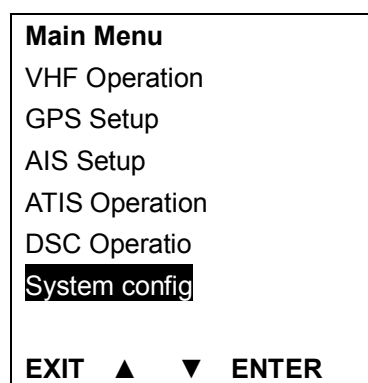 Main Menu
VHF Operation
GPS Setup
AIS Setup
ATIS Operation
DSC Operatio
System config
EXIT ▲ ▼ ENTER